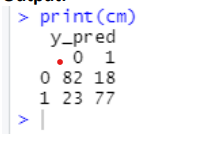 > print(cm)
y_pred
0 1
0 82 18
1 23 77
>